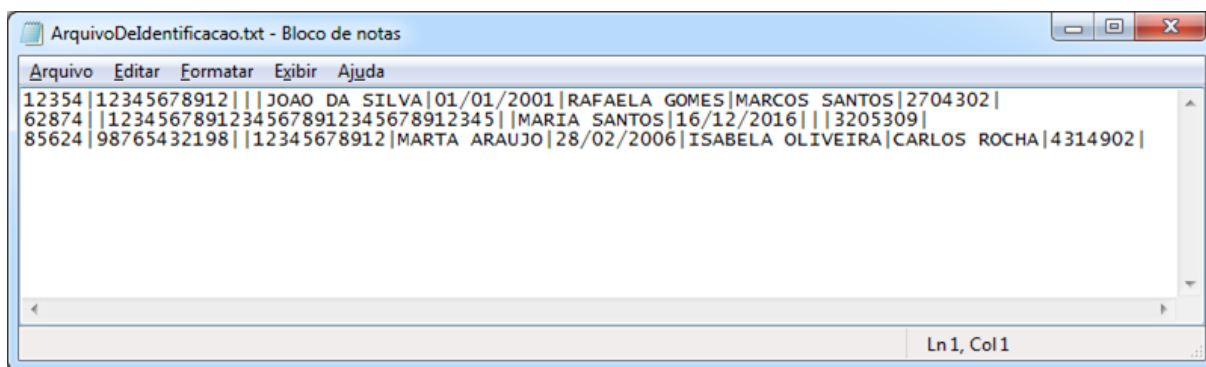 ArquivoDeIdentificacao.txt - Bloco de notas
Arquivo Editar Formatar Exibir Ajuda
12354|12345678912|||JOAO DA SILVA|01/01/2001|RAFAELA GOMES|MARCOS SANTOS|2704302|
62874||12345678912345678912345678912345||MARIA SANTOS|16/12/2016|||3205309|
85624|98765432198||12345678912|MARTA ARAUJO|28/02/2006|ISABELA OLIVEIRA|CARLOS ROCHA|4314902|
Ln 1, Col 1